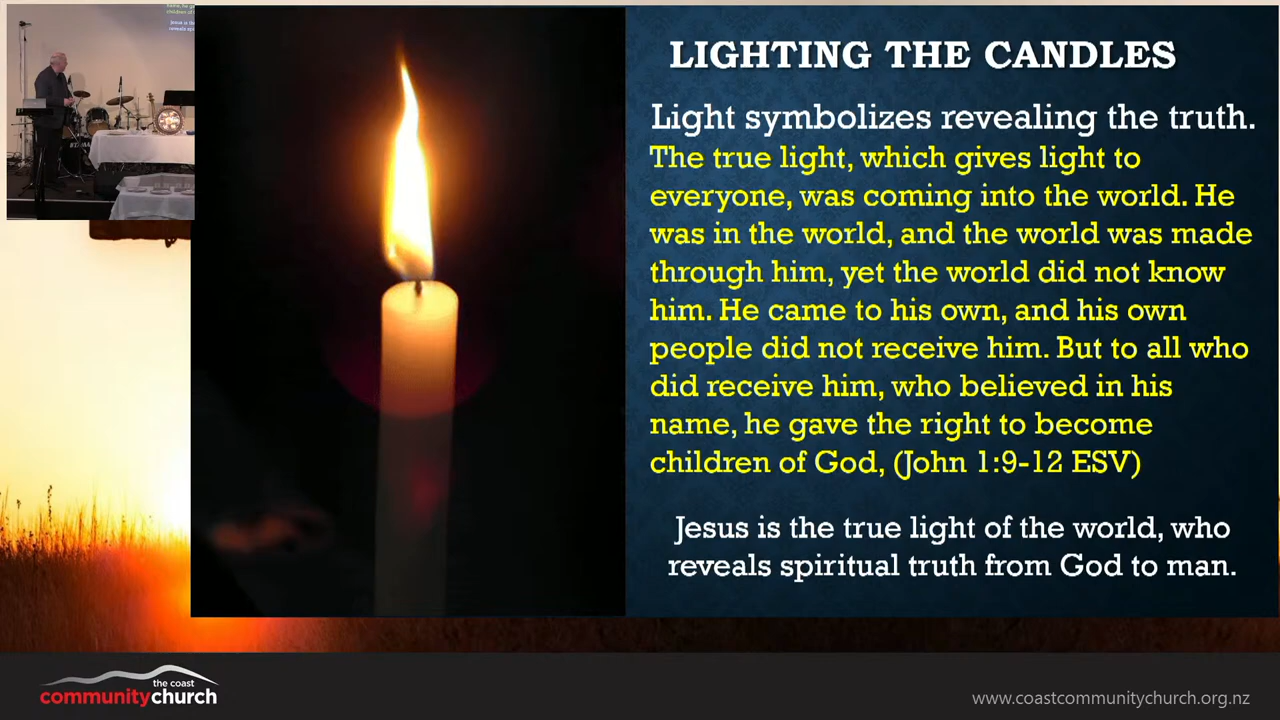 LIGHTING THE CANDLES
Light symbolizes revealing the truth.
The true light, which gives light to
everyone, was coming into the world. He
was in the world, and the world was made
through him, yet the world did not know
him. He came to his own, and his own
people did not receive him. But to all who
did receive him, who believed in his
name, he gave the right to become
children of God, (John 1:9-12 ESV)
Jesus is the true light of the world, who
reveals spiritual truth from God to man.
the coast
communitychurch
www.coastcommunitychurch.org.nz